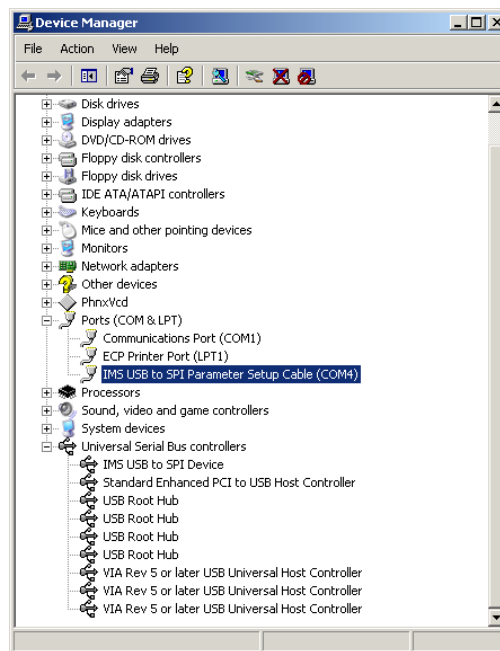 Device Manager
File Action View Help
Disk drives
Display adapters
DVD/CD-ROM drives
Floppy disk controllers
Floppy disk drives
IDE ATA/ATAPI controllers
Keyboards
Mice and other pointing devices
Monitors
Network adapters
Other devices
PhnxVcd
Ports (COM & LPT)
Communications Port (COM1)
ECP Printer Port (LPT1)
IMS USB to SPI Parameter Setup Cable (COM4)
Processors
Sound, video and game controllers
System devices
Universal Serial Bus controllers
IMS USB to SPI Device
Standard Enhanced PCI to USB Host Controller
USB Root Hub
USB Root Hub
USB Root Hub
USB Root Hub
VIA Rev 5 or later USB Universal Host Controller
VIA Rev 5 or later USB Universal Host Controller
VIA Rev 5 or later USB Universal Host Controller